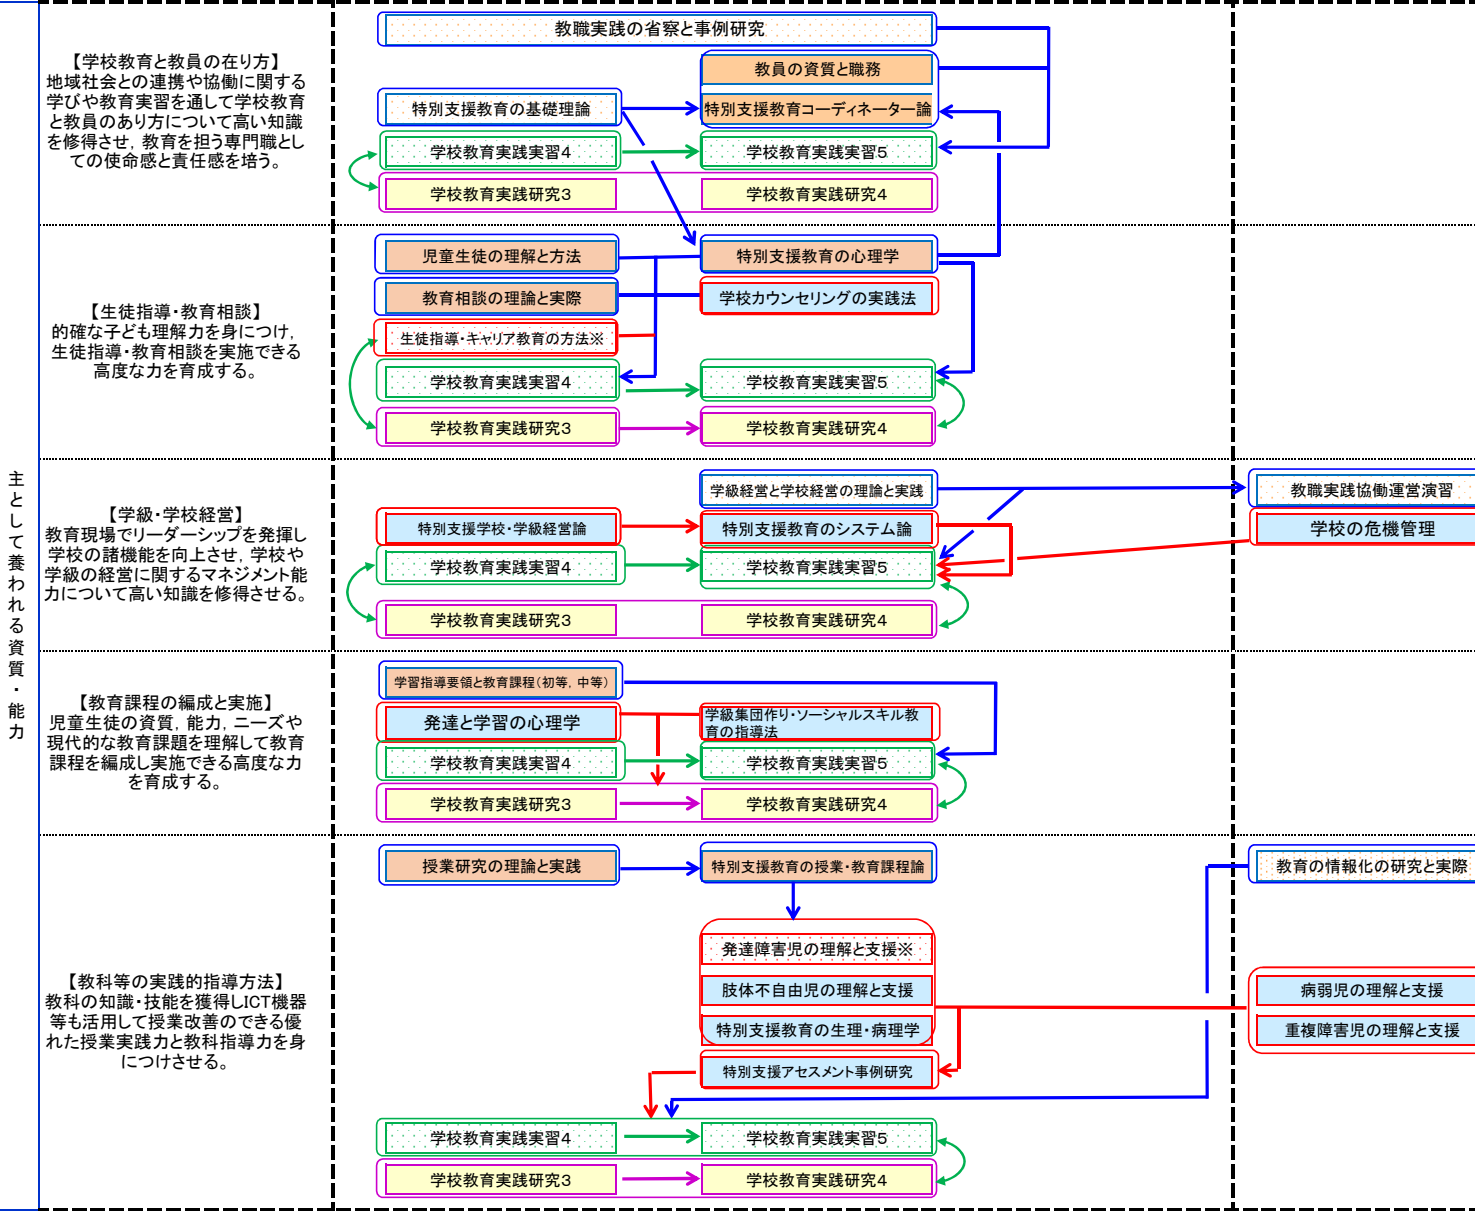 主として養われる資質・能力
【学校教育と教員の在り方】
地域社会との連携や協働に関する
学びや教育実習を通して学校教育
と教員のあり方について高い知識
を修得させ，教育を担う専門職とし
ての使命感と責任感を培う。
教職実践の省察と事例研究
教員の資質と職務
特別支援教育の基礎理論
特別支援教育コーディネーター論
学校教育実践実習4
学校教育実践実習5
学校教育実践研究3
学校教育実践研究4
【生徒指導・教育相談】
的確な子ども理解力を身につけ，
生徒指導・教育相談を実施できる
高度な力を育成する。
児童生徒の理解と方法
特別支援教育の心理学
教育相談の理論と実際
学校カウンセリングの実践法
生徒指導・キャリア教育の方法※
学校教育実践実習4
学校教育実践実習5
学校教育実践研究3
学校教育実践研究4
【学級・学校経営】
教育現場でリーダーシップを発揮し
学校の諸機能を向上させ，学校や
学級の経営に関するマネジメント能
力について高い知識を修得させる。
学級経営と学校経営の理論と実践
教職実践協働運営演習
特別支援学校・学級経営論
特別支援教育のシステム論
学校の危機管理
学校教育実践実習4
学校教育実践実習5
学校教育実践研究3
学校教育実践研究4
【教育課程の編成と実施】
児童生徒の資質，能力，ニーズや
現代的な教育課題を理解して教育
課程を編成し実施できる高度な力
を育成する。
学習指導要領と教育課程（初等，中等）
発達と学習の心理学
学級集団作り・ソーシャルスキル教
育の指導法
学校教育実践実習4
学校教育実践実習5
学校教育実践研究3
学校教育実践研究4
【教科等の実践的指導方法】
教科の知識・技能を獲得しICT機器
等も活用して授業改善のできる優
れた授業実践力と教科指導力を身
につけさせる。
授業研究の理論と実践
特別支援教育の授業・教育課程論
教育の情報化の研究と実際
発達障害児の理解と支援※
肢体不自由児の理解と支援
病弱児の理解と支援
特別支援教育の生理・病理学
重複障害児の理解と支援
特別支援アセスメント事例研究
学校教育実践実習4
学校教育実践実習5
学校教育実践研究3
学校教育実践研究4